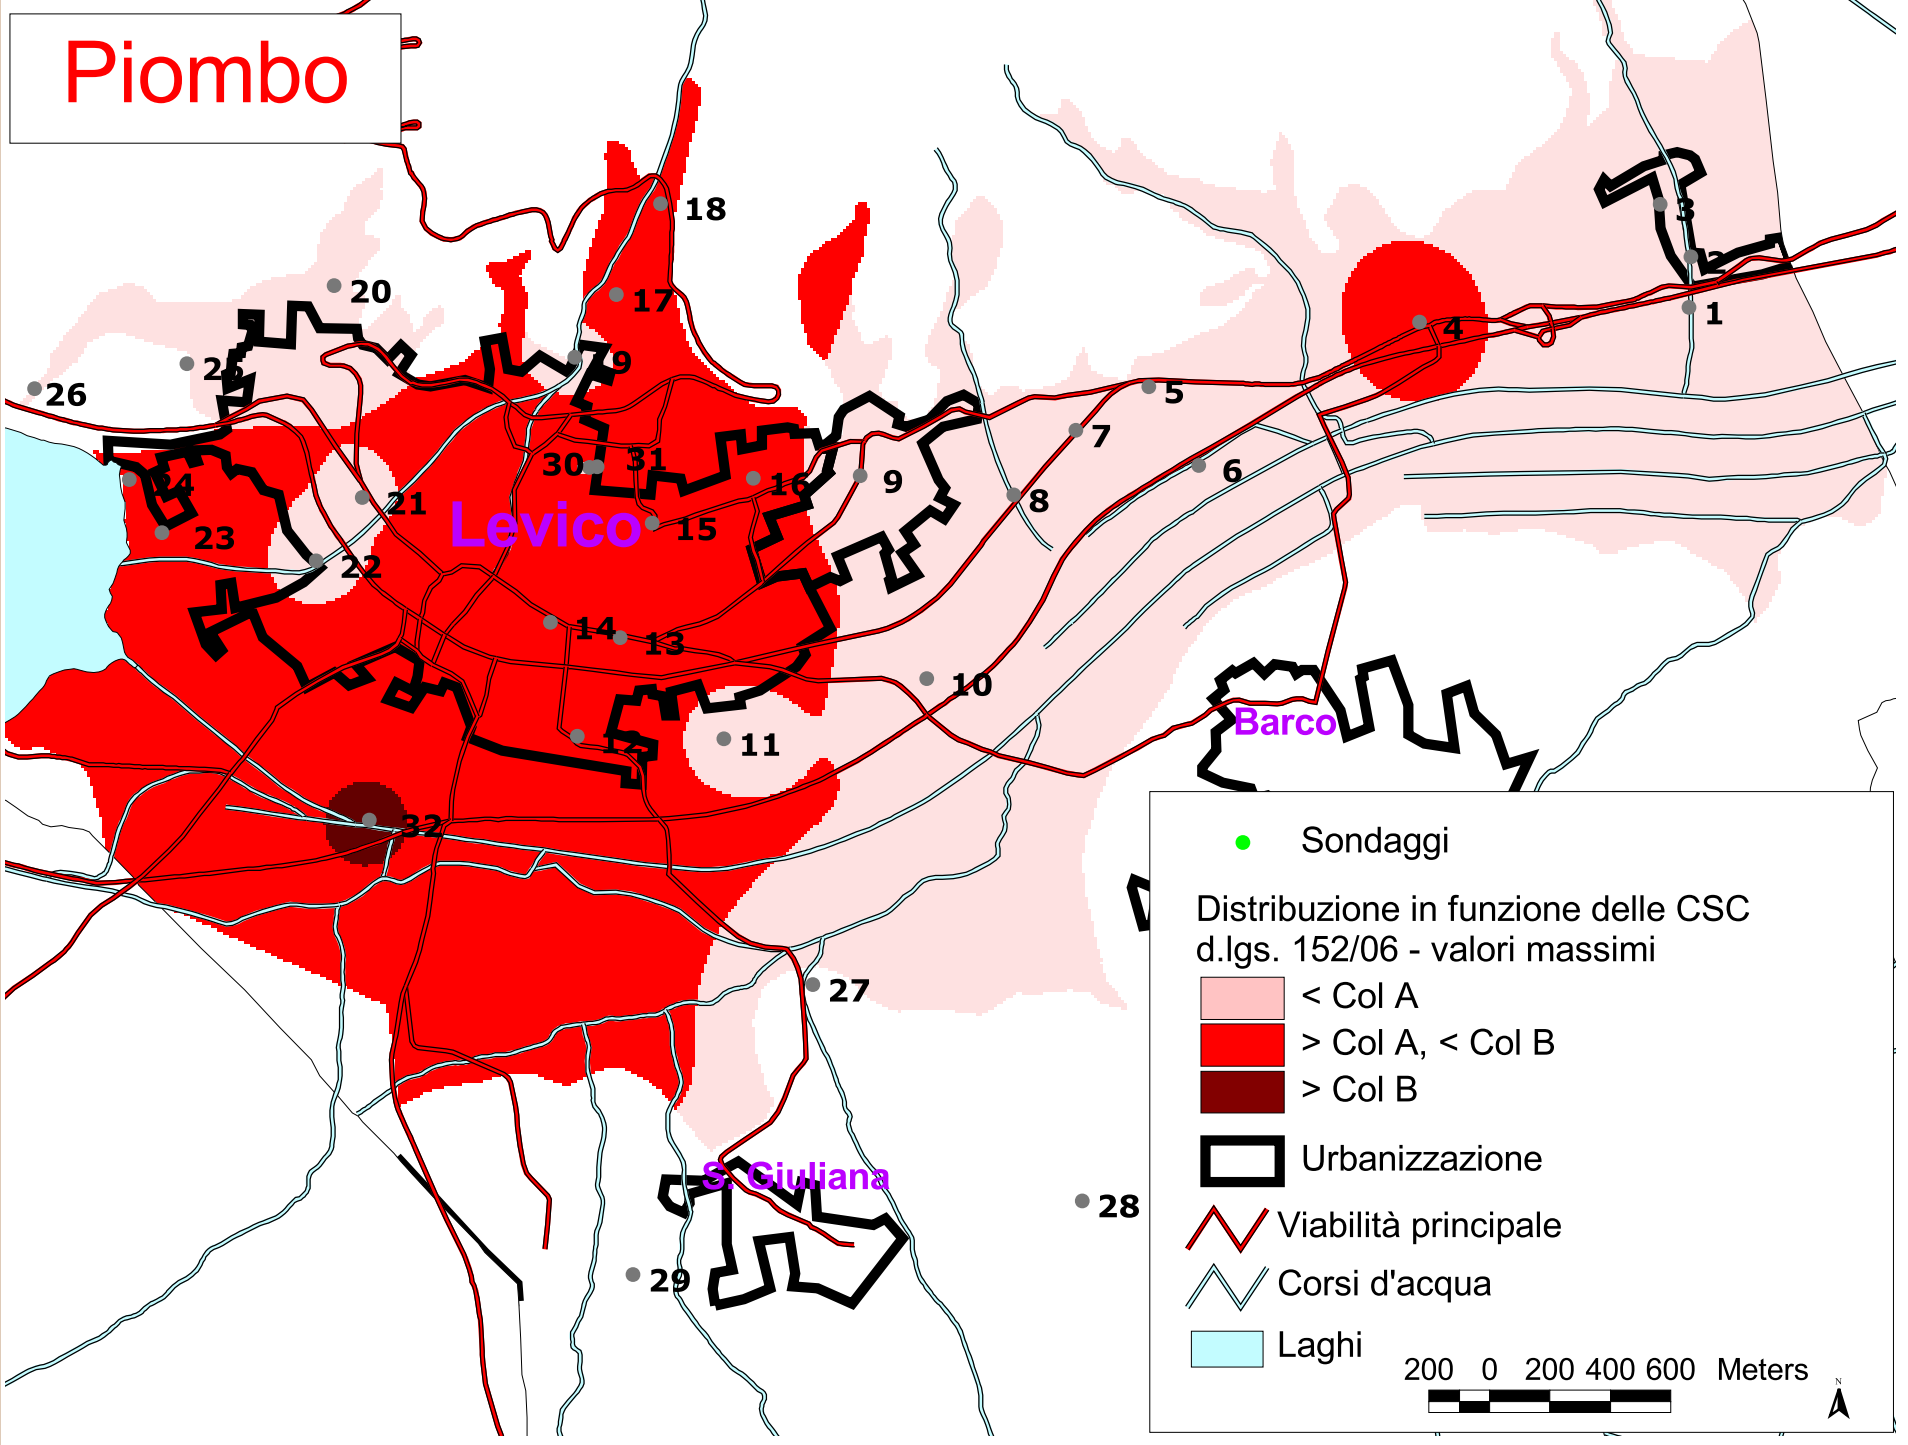 Piombo
18
20
17
3
2
1
4
19
25
26
5
7
30
31
6
24
16
9
21
8
Levico
15
23
22
14
13
10
Barco
12
11
32
Sondaggi
Distribuzione in funzione delle CSC
d.lgs. 152/06 - valori massimi
27
< Col A
> Col A, < Col B
> Col B
Urbanizzazione
S. Giuliana
28
Viabilità principale
29
Corsi d'acqua
Laghi
200 0 200 400 600 Meters
N